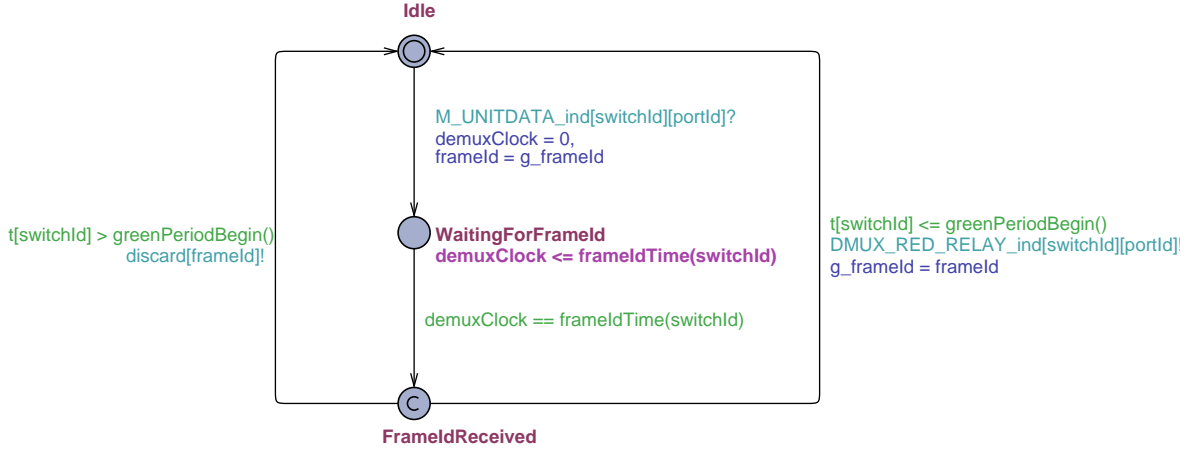 Idle
M_UNITDATA_ind[switchId][portId]?
demuxClock = 0,
frameId = g_frameId
t[switchId] > greenPeriodBegin()
discard[frameId]!
WaitingForFrameId
demuxClock <= frameIdTime(switchId)
t[switchId] <= greenPeriodBegin()
DMUX_RED_RELAY_ind[switchId][portId]!
g_frameId = frameId
demuxClock == frameIdTime(switchId)
C
FrameIdReceived